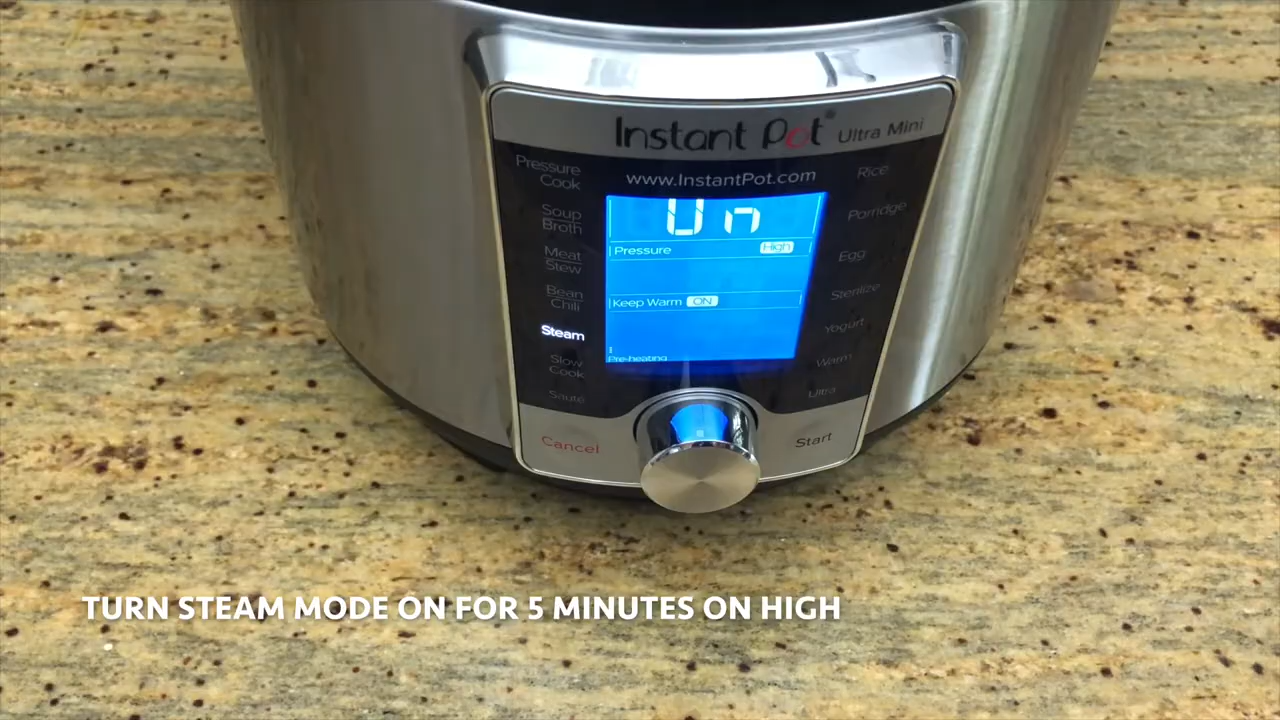 Instant Pot® Ultra Mini
www.InstantPot.com
Pressure
Cook
Soup
Broth
Meat
Stew
Bean
Chili
Steam
Slow
Cook
Sauté
Cancel
Un
Pressure High
Keep Warm ON
Pre-heating
Rice
Porridge
Egg
Sterilize
Yogurt
Warm
Ultra
Start
TURN STEAM MODE ON FOR 5 MINUTES ON HIGH